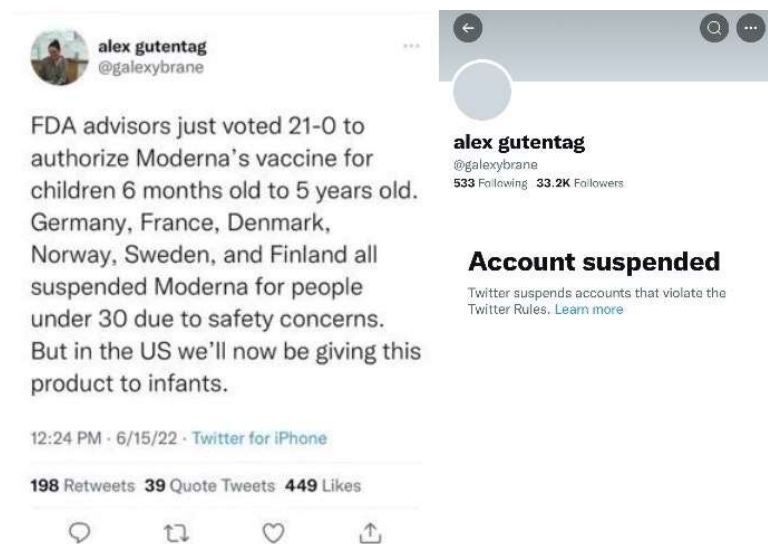 alex gutentag
@galexybrane
FDA advisors just voted 21-0 to
authorize Moderna's vaccine for
children 6 months old to 5 years old.
Germany, France, Denmark,
Norway, Sweden, and Finland all
suspended Moderna for people
under 30 due to safety concerns.
But in the US we'll now be giving this
product to infants.
12:24 PM · 6/15/22 · Twitter for iPhone
198 Retweets 39 Quote Tweets 449 Likes
alex gutentag
@galexybrane
533 Following 33.2K Followers
Account suspended
Twitter suspends accounts that violate the
Twitter Rules. Learn more